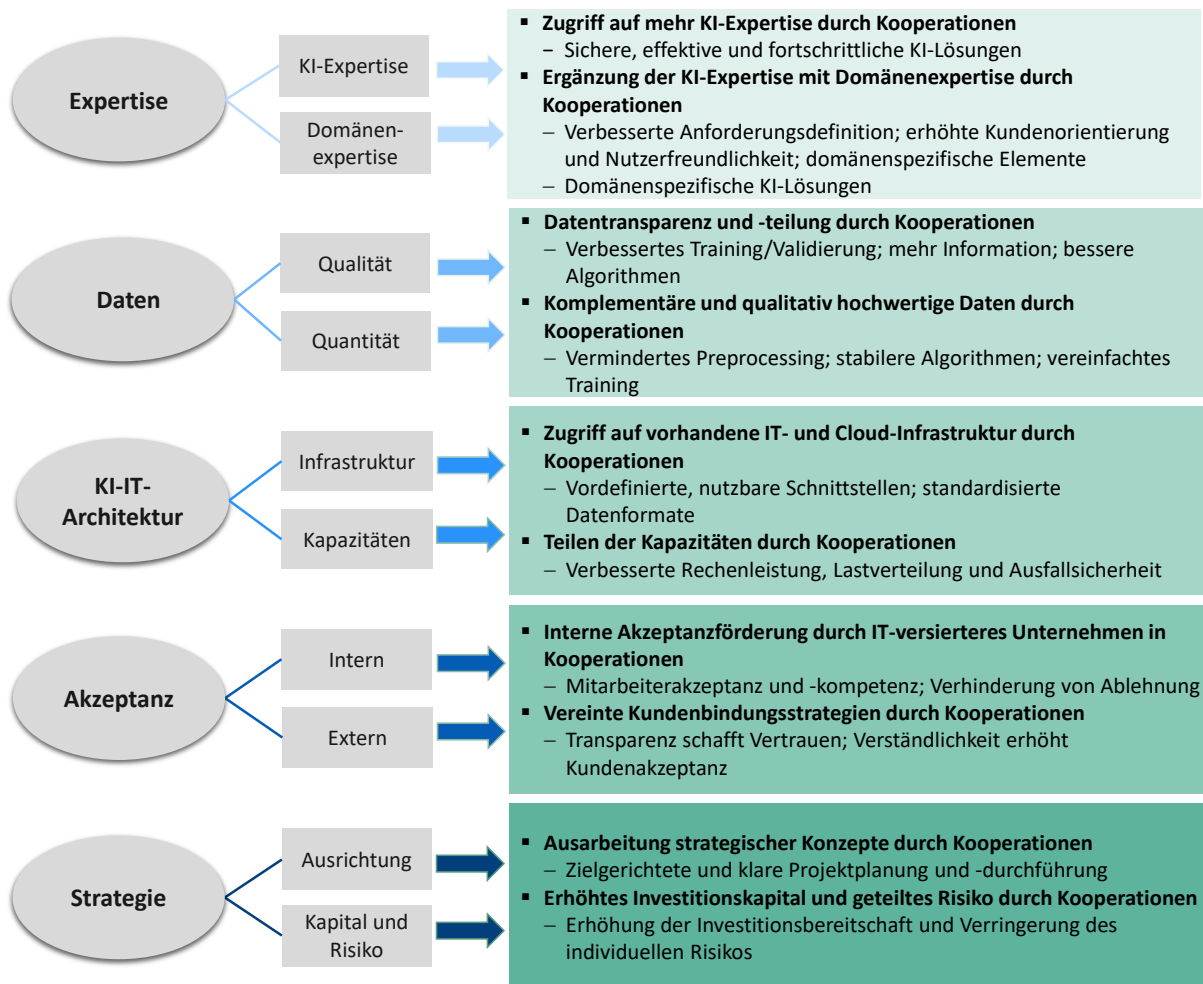 Expertise
KI-Expertise
Domänen-
expertise
▪ Zugriff auf mehr KI-Expertise durch Kooperationen
− Sichere, effektive und fortschrittliche KI-Lösungen
▪ Ergänzung der KI-Expertise mit Domänenexpertise durch
Kooperationen
− Verbesserte Anforderungsdefinition; erhöhte Kundenorientierung
und Nutzerfreundlichkeit; domänenspezifische Elemente
− Domänenspezifische KI-Lösungen
Daten
Qualität
Quantität
▪ Datentransparenz und -teilung durch Kooperationen
− Verbessertes Training/Validierung; mehr Information; bessere
Algorithmen
▪ Komplementäre und qualitativ hochwertige Daten durch
Kooperationen
− Vermindertes Preprocessing; stabilere Algorithmen; vereinfachtes
Training
KI-IT-
Architektur
Infrastruktur
Kapazitäten
▪ Zugriff auf vorhandene IT- und Cloud-Infrastruktur durch
Kooperationen
− Vordefinierte, nutzbare Schnittstellen; standardisierte
Datenformate
▪ Teilen der Kapazitäten durch Kooperationen
− Verbesserte Rechenleistung, Lastverteilung und Ausfallsicherheit
Akzeptanz
Intern
Extern
▪ Interne Akzeptanzförderung durch IT-versierteres Unternehmen in
Kooperationen
− Mitarbeiterakzeptanz und -kompetenz; Verhinderung von Ablehnung
▪ Vereinte Kundenbindungsstrategien durch Kooperationen
− Transparenz schafft Vertrauen; Verständlichkeit erhöht
Kundenakzeptanz
Strategie
Ausrichtung
Kapital und
Risiko
▪ Ausarbeitung strategischer Konzepte durch Kooperationen
− Zielgerichtete und klare Projektplanung und -durchführung
▪ Erhöhtes Investitionskapital und geteiltes Risiko durch Kooperationen
− Erhöhung der Investitionsbereitschaft und Verringerung des
individuellen Risikos